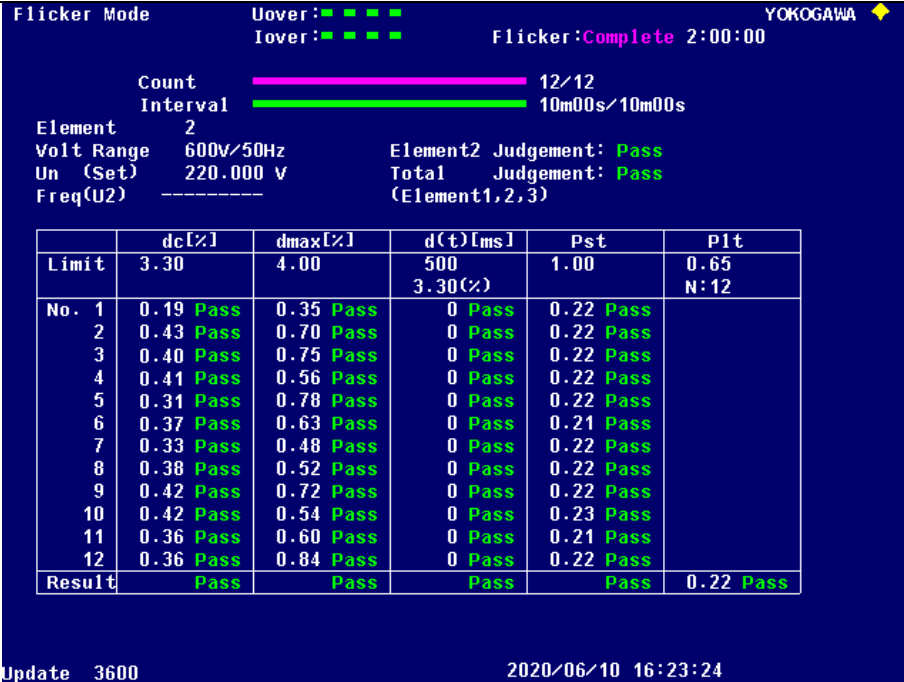 Flicker Mode Uover: YOKOGAWA
Iover: Flicker:Complete 2:00:00
Count 12/12
Interval 10m00s/10m00s
Element 2
Volt Range 600V/50Hz Element2 Judgement: Pass
Un (Set) 220.000 V Total Judgement: Pass
Freq(U2) --------- (Element1,2,3)
dc[%] dmax[%] d(t)[ms] Pst Plt
Limit 3.30 4.00 500 1.00 0.65
3.30(%) N:12
No. 1 0.19 Pass 0.35 Pass 0 Pass 0.22 Pass
2 0.43 Pass 0.70 Pass 0 Pass 0.22 Pass
3 0.40 Pass 0.75 Pass 0 Pass 0.22 Pass
4 0.41 Pass 0.56 Pass 0 Pass 0.22 Pass
5 0.31 Pass 0.78 Pass 0 Pass 0.22 Pass
6 0.37 Pass 0.63 Pass 0 Pass 0.21 Pass
7 0.33 Pass 0.48 Pass 0 Pass 0.22 Pass
8 0.38 Pass 0.52 Pass 0 Pass 0.22 Pass
9 0.42 Pass 0.72 Pass 0 Pass 0.22 Pass
10 0.42 Pass 0.54 Pass 0 Pass 0.23 Pass
11 0.36 Pass 0.60 Pass 0 Pass 0.21 Pass
12 0.36 Pass 0.84 Pass 0 Pass 0.22 Pass
Result Pass Pass Pass Pass 0.22 Pass
Update 3600 2020/06/10 16:23:24